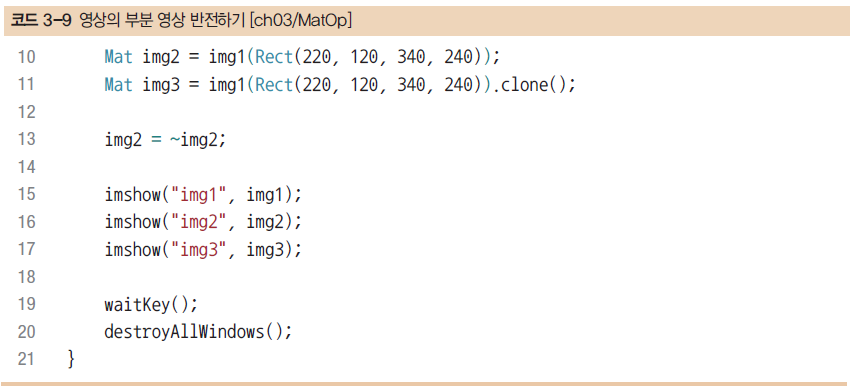 코드 3-9 영상의 부분 영상 반전하기 [ch03/MatOp]
10 Mat img2 = img1(Rect(220, 120, 340, 240));
11 Mat img3 = img1(Rect(220, 120, 340, 240)).clone();
12
13 img2 = ~img2;
14
15 imshow("img1", img1);
16 imshow("img2", img2);
17 imshow("img3", img3);
18
19 waitKey();
20 destroyAllWindows();
21 }